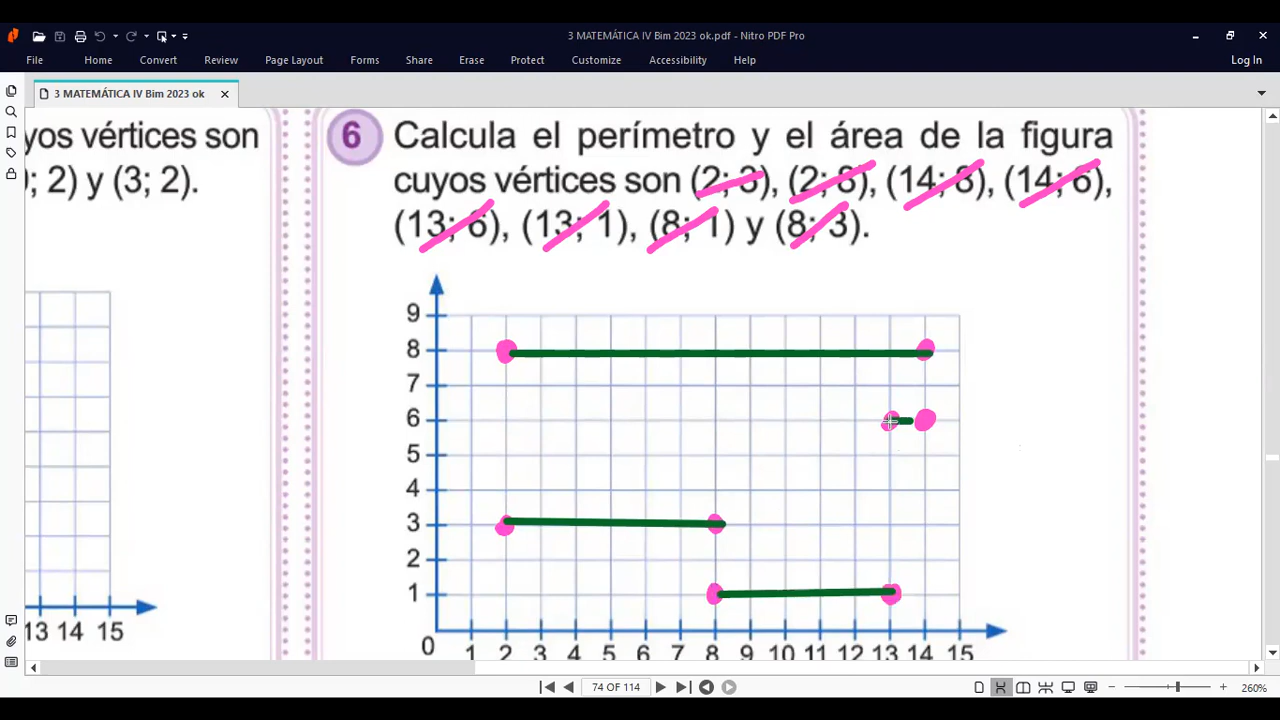 3 MATEMÁTICA IV Bim 2023 ok.pdf - Nitro PDF Pro
File Home Convert Review Page Layout Forms Share Erase Protect Customize Accessibility Help Log In
3 MATEMÁTICA IV Bim 2023 ok
yos vértices son
; 2) y (3; 2).
13 14 15
6 Calcula el perímetro y el área de la figura
cuyos vértices son (2; 3), (2; 8), (14; 8), (14; 6),
(13; 6), (13; 1), (8; 1) y (8; 3).
9
8
7
6
5
4
3
2
1
0 1 2 3 4 5 6 7 8 9 10 11 12 13 14 15
74 OF 114
260%